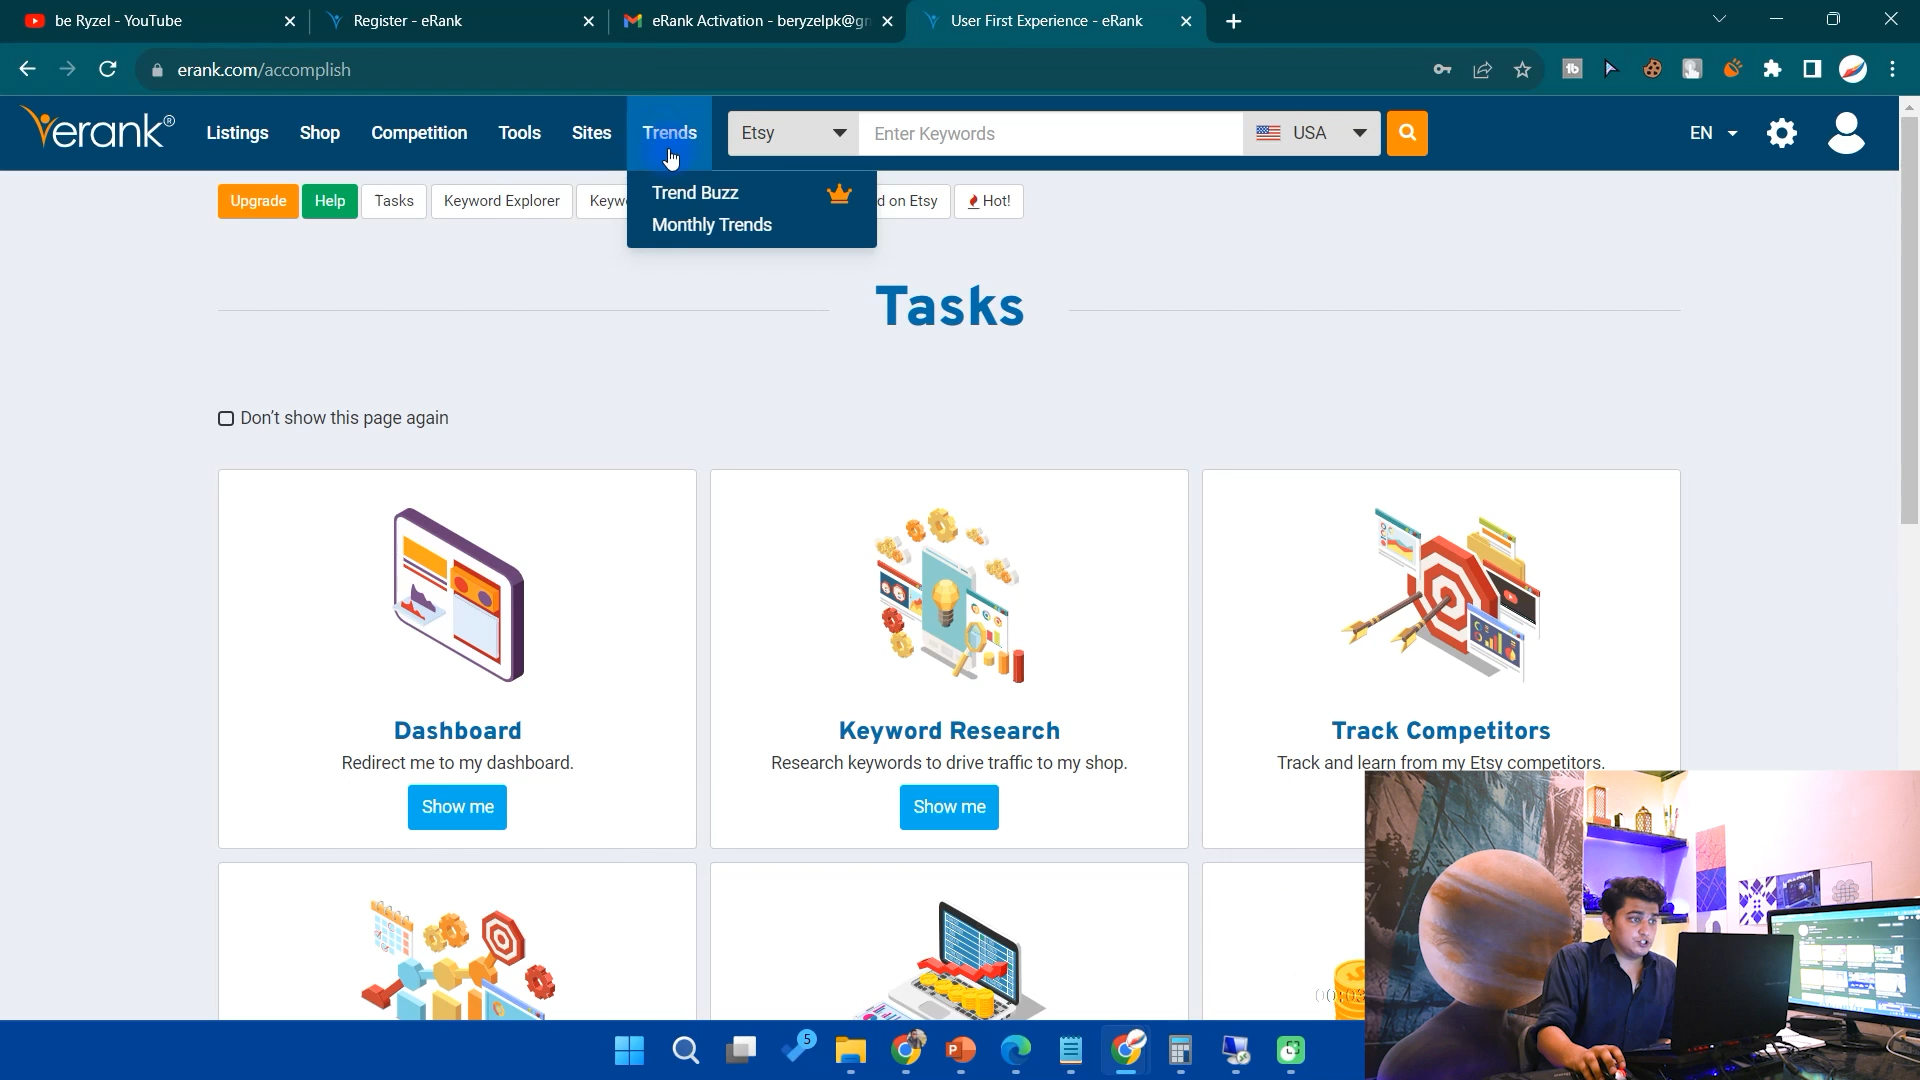 be Ryzel - YouTube
Register - eRank
eRank Activation - beryzelpk@g
User First Experience - eRank
erank.com/accomplish
erank®
Listings
Shop
Competition
Tools
Sites
Trends
Etsy
Enter Keywords
USA
EN
Trend Buzz
Monthly Trends
Upgrade
Help
Tasks
Keyword Explorer
Keyw
d on Etsy
Hot!
Tasks
Don't show this page again
Dashboard
Redirect me to my dashboard.
Show me
Keyword Research
Research keywords to drive traffic to my shop.
Show me
Track Competitors
Track and learn from my Etsy competitors.
5